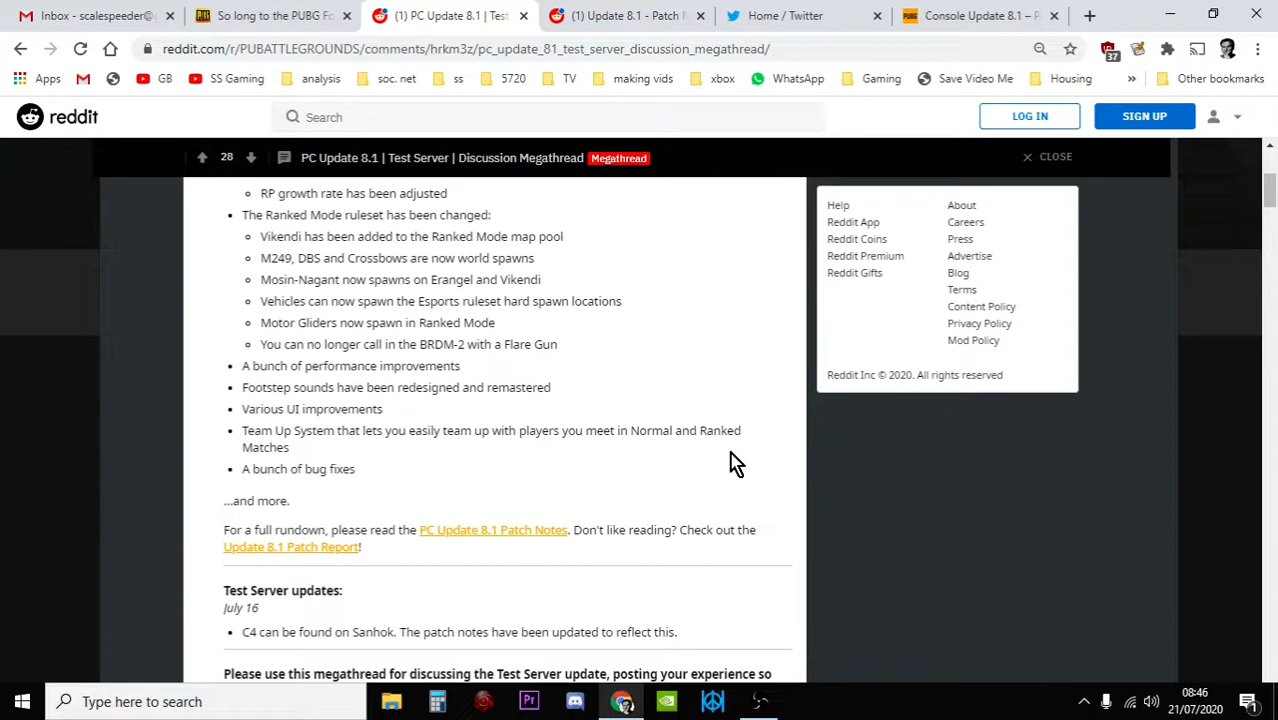 Inbox - scalespeeder@
So long to the PUBG Fo
(1) PC Update 8.1 | Test
(1) Update 8.1 - Patch N
Home / Twitter
Console Update 8.1 –
reddit.com/r/PUBATTLEGROUNDS/comments/hrkm3z/pc_update_81_test_server_discussion_megathread/
37
Apps
GB
SS Gaming
analysis
soc. net
ss
5720
TV
making vids
xbox
WhatsApp
Gaming
Save Video Me
Housing
»
Other bookmarks
reddit
Search
LOG IN
SIGN UP
28
PC Update 8.1 | Test Server | Discussion Megathread
Megathread
CLOSE
RP growth rate has been adjusted
The Ranked Mode ruleset has been changed:
Vikendi has been added to the Ranked Mode map pool
M249, DBS and Crossbows are now world spawns
Mosin-Nagant now spawns on Erangel and Vikendi
Vehicles can now spawn the Esports ruleset hard spawn locations
Motor Gliders now spawn in Ranked Mode
You can no longer call in the BRDM-2 with a Flare Gun
A bunch of performance improvements
Footstep sounds have been redesigned and remastered
Various UI improvements
Team Up System that lets you easily team up with players you meet in Normal and Ranked
Matches
A bunch of bug fixes
...and more.
For a full rundown, please read the PC Update 8.1 Patch Notes. Don't like reading? Check out the
Update 8.1 Patch Report!
Test Server updates:
July 16
C4 can be found on Sanhok. The patch notes have been updated to reflect this.
Please use this megathread for discussing the Test Server update, posting your experience so
Help
About
Reddit App
Careers
Reddit Coins
Press
Reddit Premium
Advertise
Reddit Gifts
Blog
Terms
Content Policy
Privacy Policy
Mod Policy
Reddit Inc © 2020. All rights reserved
Type here to search
Pr
08:46
21/07/2020
1